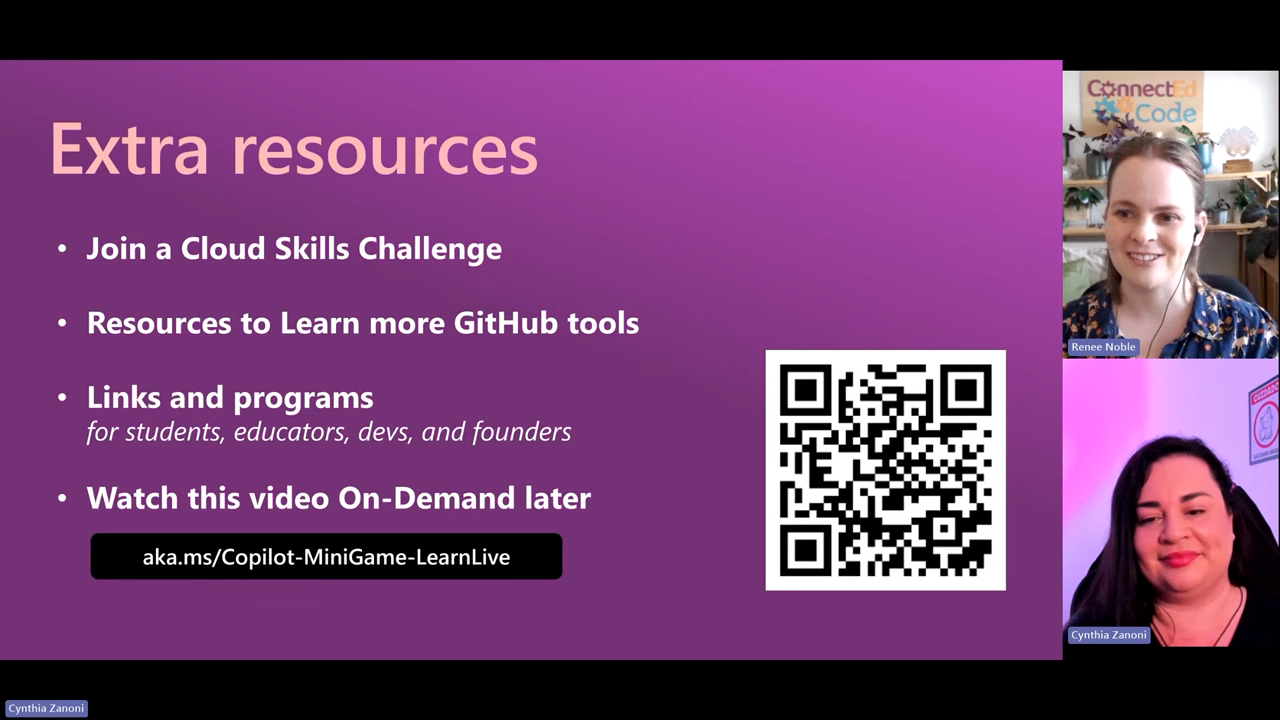 Extra resources
• Join a Cloud Skills Challenge
• Resources to Learn more GitHub tools
• Links and programs
for students, educators, devs, and founders
• Watch this video On-Demand later
aka.ms/Copilot-MiniGame-LearnLive
ConnectEd
Code
Renee Noble
CUIDADO
Cynthia Zanoni
Cynthia Zanoni